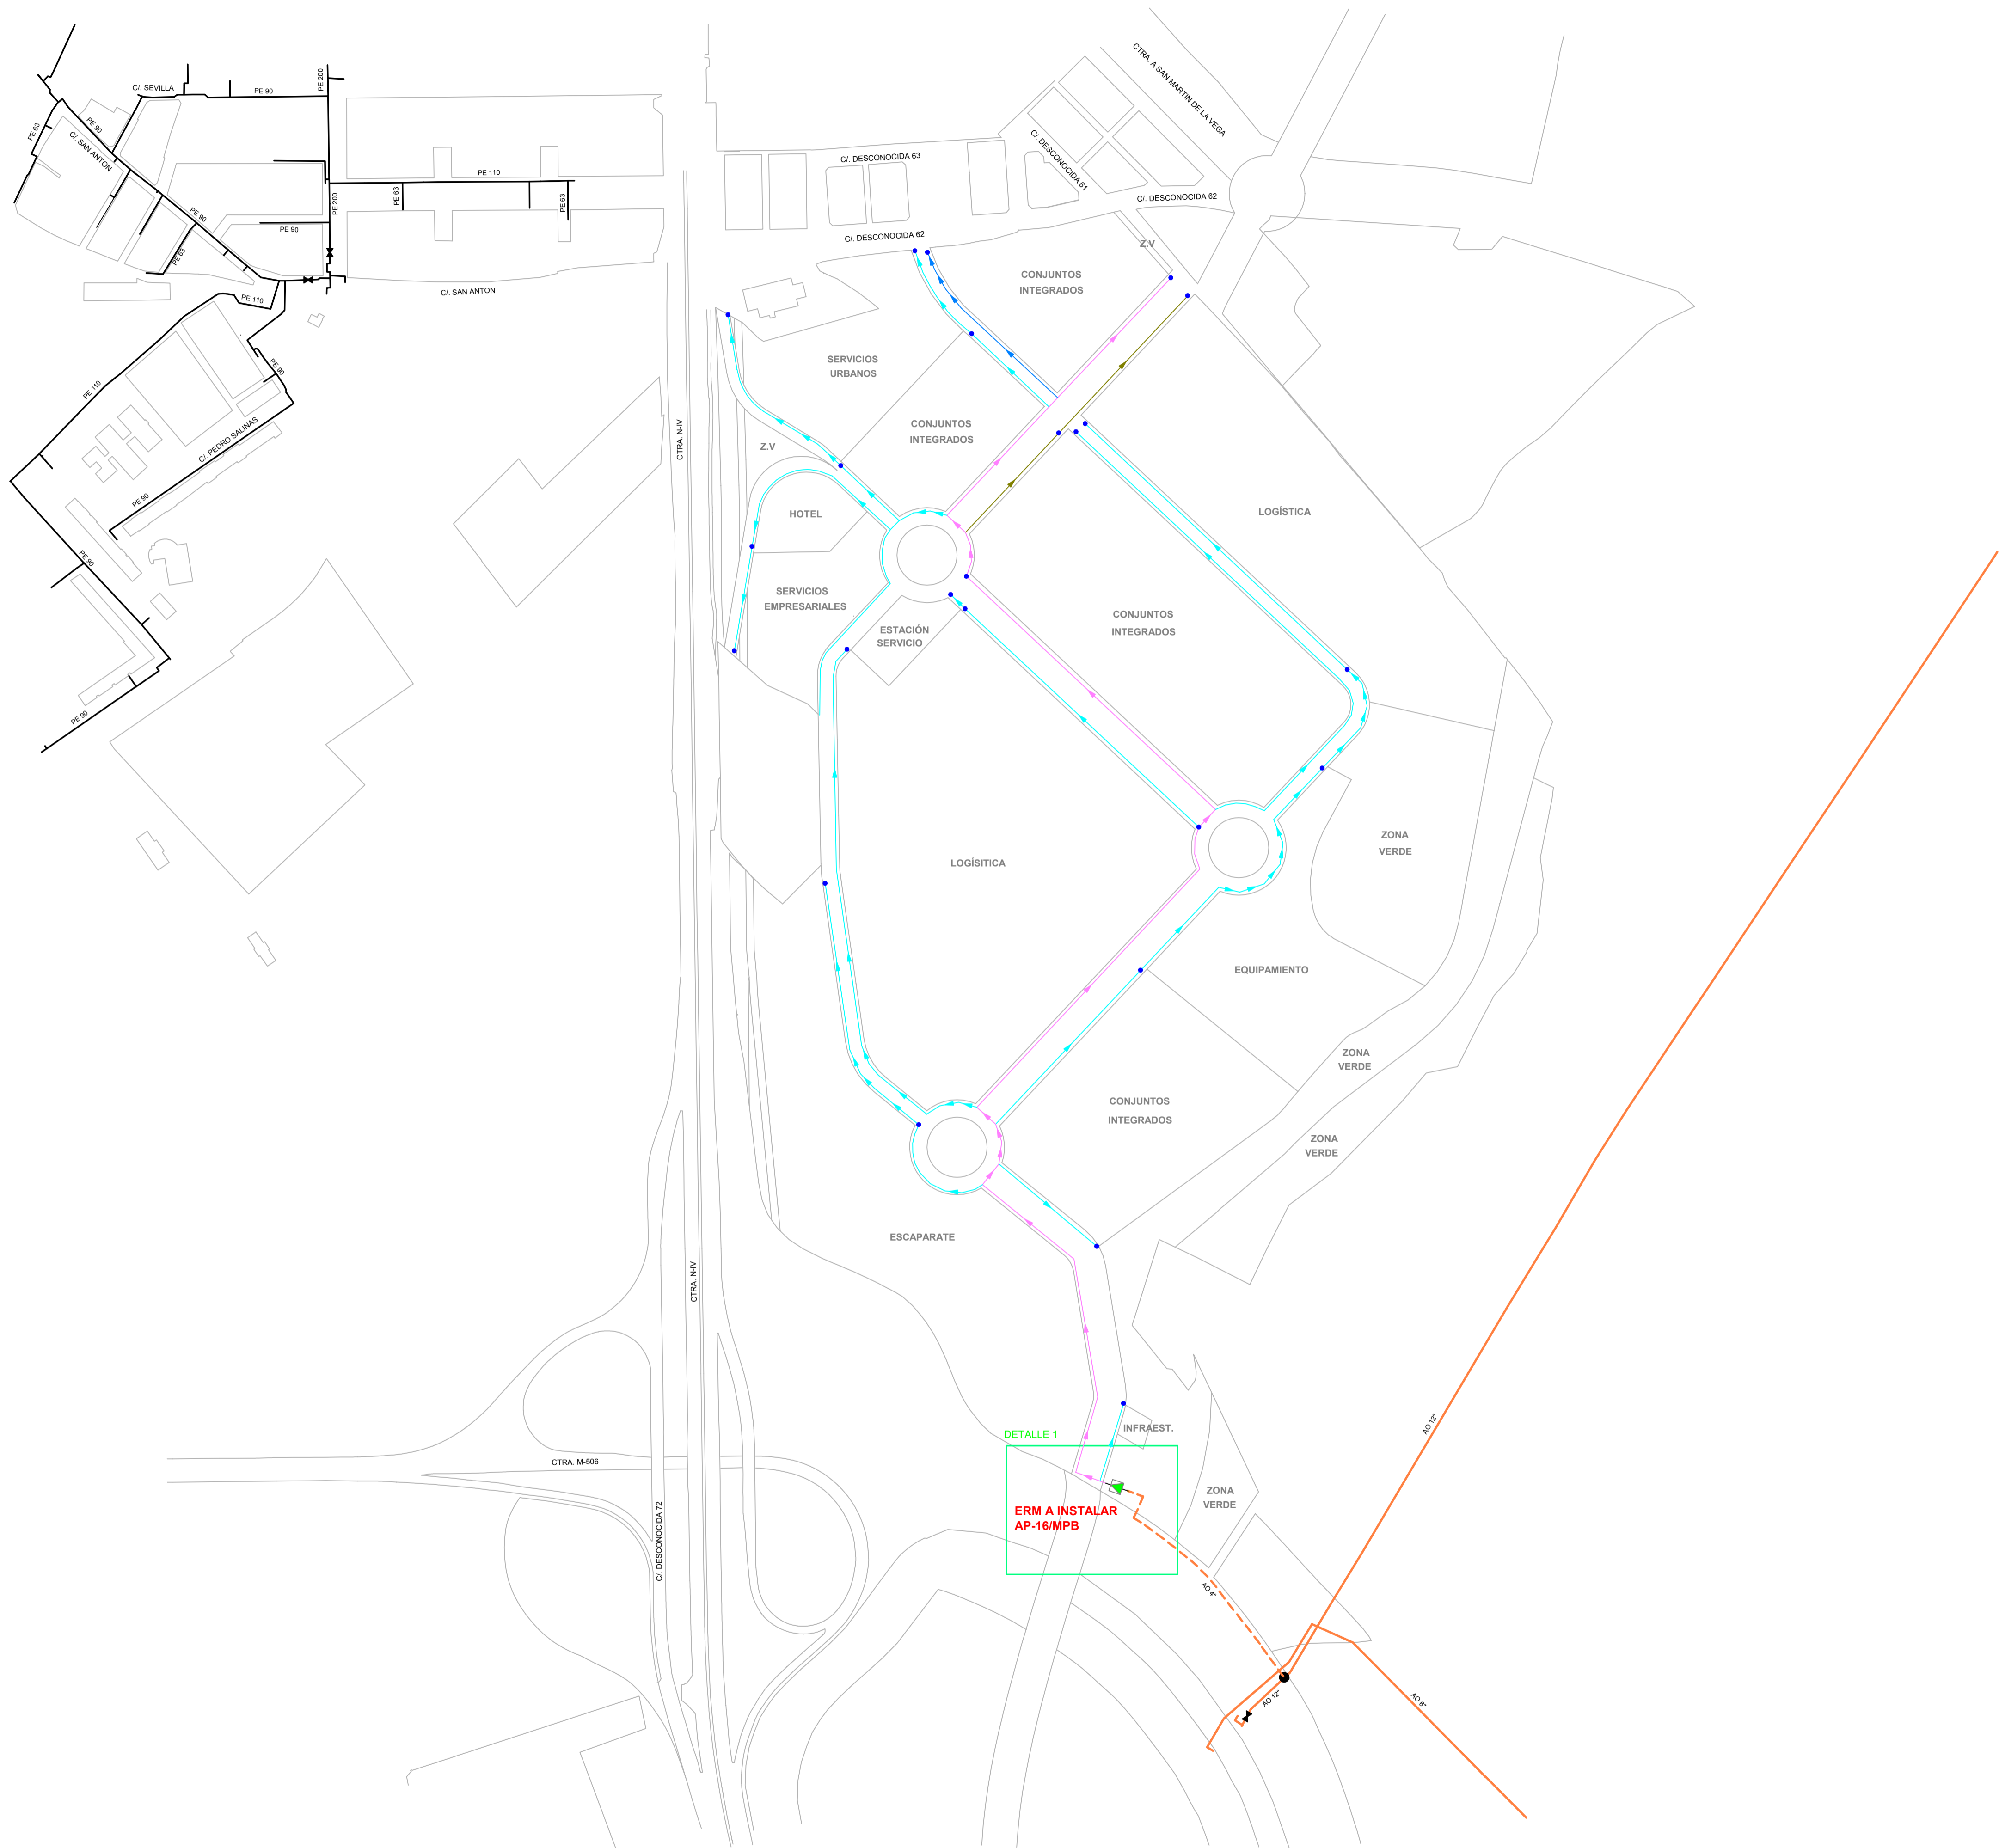 C/. SEVILLA
PE 90
PE 200
PE 63
PE 90
C/. SAN ANTON
PE 90
PE 200
PE 90
PE 63
PE 110
PE 63
PE 63
PE 110
C/. SAN ANTON
PE 90
PE 110
C/. PEDRO SALINAS
PE 90
PE 90
PE 90
CTRA. N-IV
CTRA. A SAN MARTIN DE LA VEGA
C/. DESCONOCIDA 63
C/. DESCONOCIDA 61
C/. DESCONOCIDA 62
C/. DESCONOCIDA 62
Z.V
CONJUNTOS
INTEGRADOS
SERVICIOS
URBANOS
CONJUNTOS
INTEGRADOS
Z.V
HOTEL
LOGÍSTICA
SERVICIOS
EMPRESARIALES
ESTACIÓN
SERVICIO
CONJUNTOS
INTEGRADOS
LOGÍSITICA
ZONA
VERDE
EQUIPAMIENTO
ZONA
VERDE
CONJUNTOS
INTEGRADOS
ZONA
VERDE
ESCAPARATE
CTRA. N-IV
INFRAEST.
DETALLE 1
CTRA. M-506
C/. DESCONOCIDA 72
ERM A INSTALAR
AP-16/MPB
ZONA
VERDE
AO 12"
AO 4"
AO 12"
AO 6"